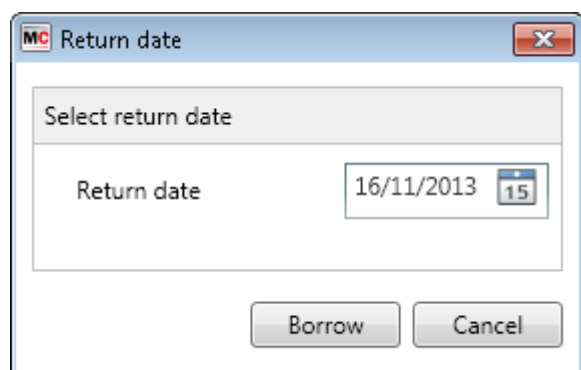 MC Return date
Select return date
Return date 16/11/2013 15
Borrow Cancel